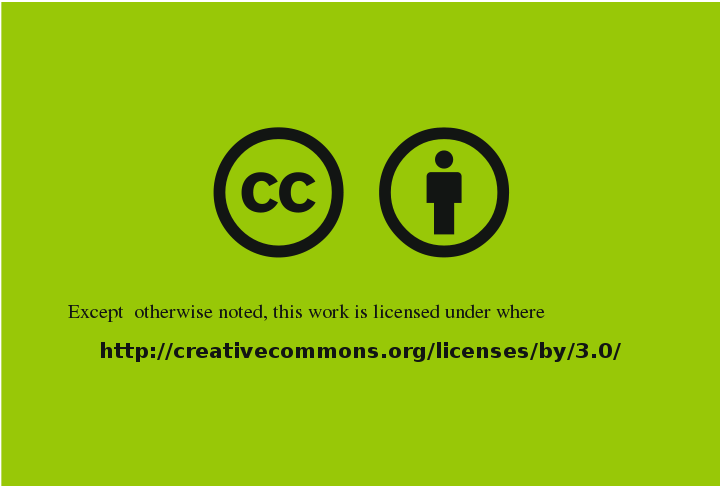 cc
Except  otherwise noted, this work is licensed under where
http://creativecommons.org/licenses/by/3.0/